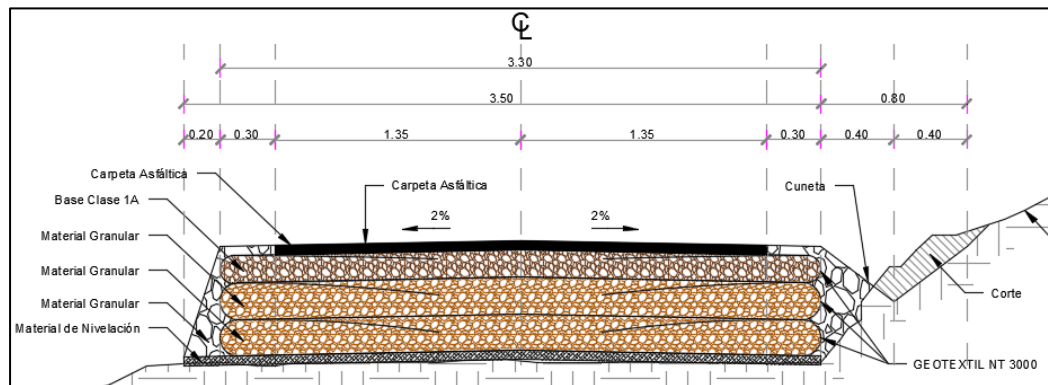 ℄
3.30
3.50
0.80
0.20
0.30
1.35
1.35
0.30
0.40
0.40
Carpeta Asfáltica
Carpeta Asfáltica
Cuneta
Base Clase 1A
2%
2%
Material Granular
Material Granular
Material Granular
Corte
Material de Nivelación
GEOTEXTIL NT 3000